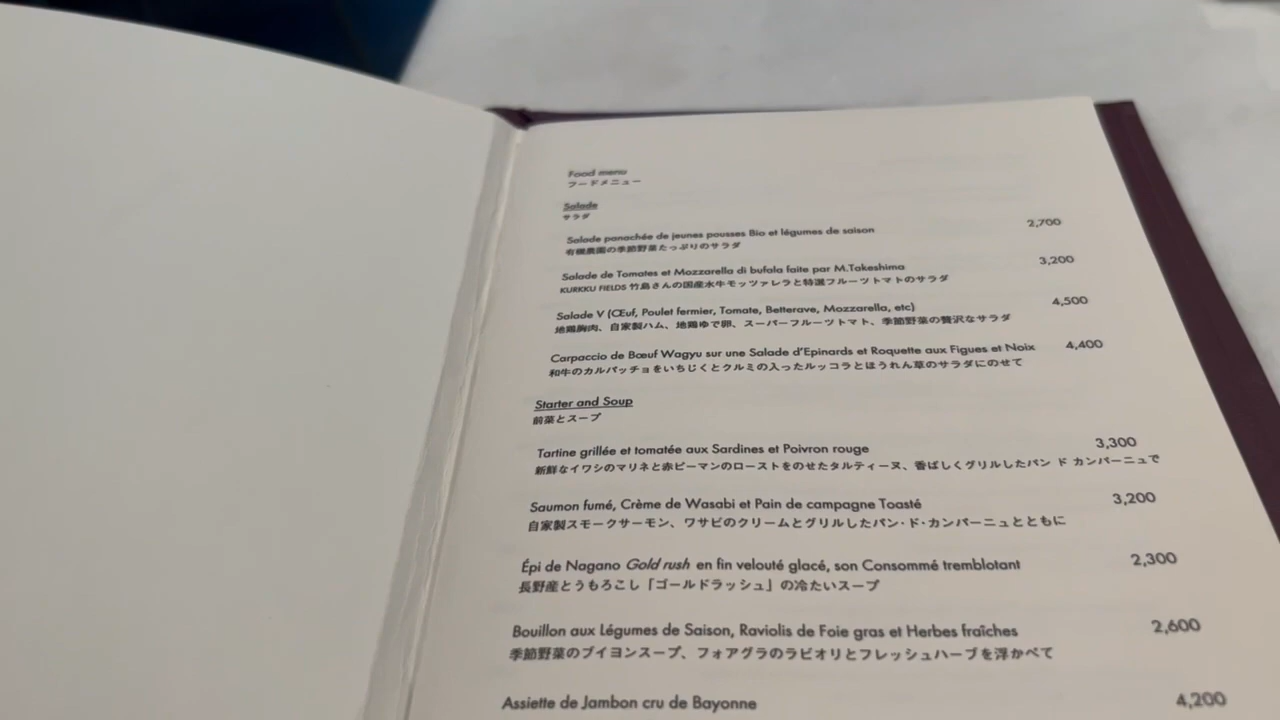 Food menu
フードメニュー
Salade
サラダ
Salade panachée de jeunes pousses Bio et légumes de saison 2,700
有機農園の季節野菜たっぷりのサラダ
Salade de Tomates et Mozzarella di bufala faite par M.Takeshima 3,200
KURKKU FIELDS 竹島さんの国産水牛モッツァレラと特選フルーツトマトのサラダ
Salade V (Œuf, Poulet fermier, Tomate, Betterave, Mozzarella, etc) 4,500
地鶏胸肉、自家製ハム、地鶏ゆで卵、スーパーフルーツトマト、季節野菜の贅沢なサラダ
Carpaccio de Bœuf Wagyu sur une Salade d'Epinards et Roquette aux Figues et Noix 4,400
和牛のカルパッチョをいちじくとクルミの入ったルッコラとほうれん草のサラダにのせて
Starter and Soup
前菜とスープ
Tartine grillée et tomatée aux Sardines et Poivron rouge 3,300
新鮮なイワシのマリネと赤ピーマンのローストをのせたタルティーヌ、香ばしくグリルしたパン ド カンパーニュで
Saumon fumé, Crème de Wasabi et Pain de campagne Toasté 3,200
自家製スモークサーモン、ワサビのクリームとグリルしたパン・ド・カンパーニュとともに
Épi de Nagano Gold rush en fin velouté glacé, son Consommé tremblotant 2,300
長野産とうもろこし「ゴールドラッシュ」の冷たいスープ
Bouillon aux Légumes de Saison, Raviolis de Foie gras et Herbes fraîches 2,600
季節野菜のブイヨンスープ、フォアグラのラビオリとフレッシュハーブを浮かべて
Assiette de Jambon cru de Bayonne 4,200